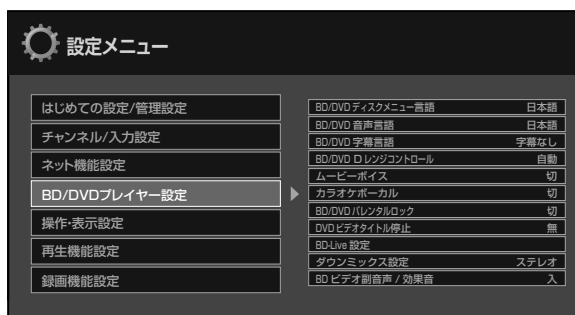 設定メニュー
はじめての設定/管理設定
チャンネル/入力設定
ネット機能設定
BD/DVDプレイヤー設定
操作･表示設定
再生機能設定
録画機能設定
BD/DVD ディスクメニュー言語 日本語
BD/DVD 音声言語 日本語
BD/DVD 字幕言語 字幕なし
BD/DVD D レンジコントロール 自動
ムービーボイス 切
カラオケボーカル 切
BD/DVD パレンタルロック 切
DVD ビデオタイトル停止 無
BD-Live 設定
ダウンミックス設定 ステレオ
BD ビデオ副音声 / 効果音 入